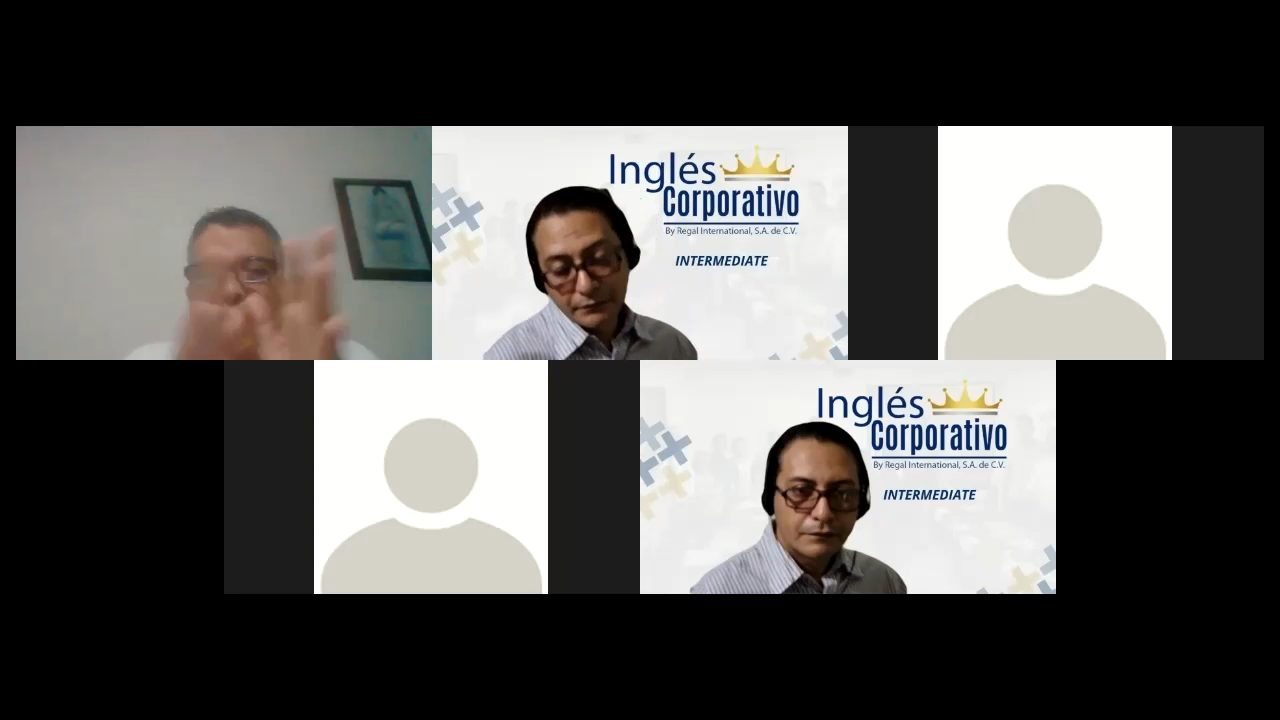 Inglés
Corporativo
By Regal International, S.A. de C.V.
INTERMEDIATE
Inglés
Corporativo
By Regal International, S.A. de C.V.
INTERMEDIATE